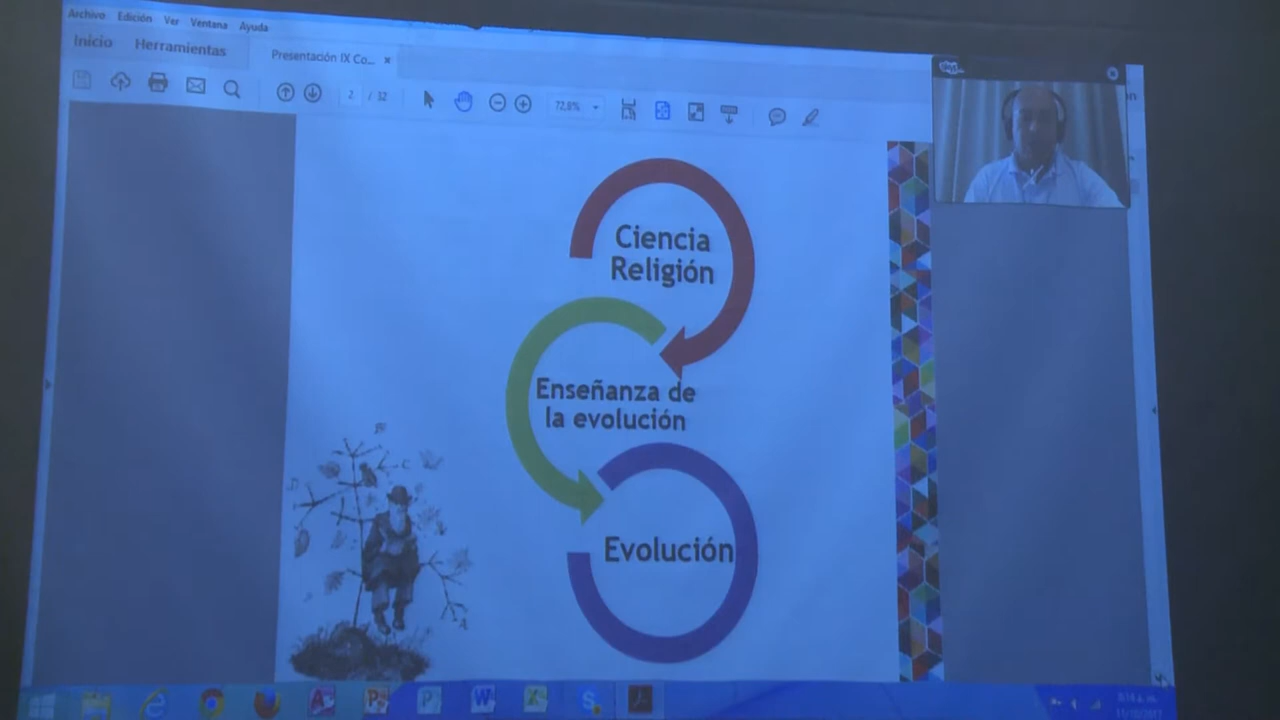 Archivo Edición Ver Ventana Ayuda
Inicio Herramientas Presentación IX Co... ×
2 / 32
72,8%
Ciencia
Religión
Enseñanza de
la evolución
Evolución